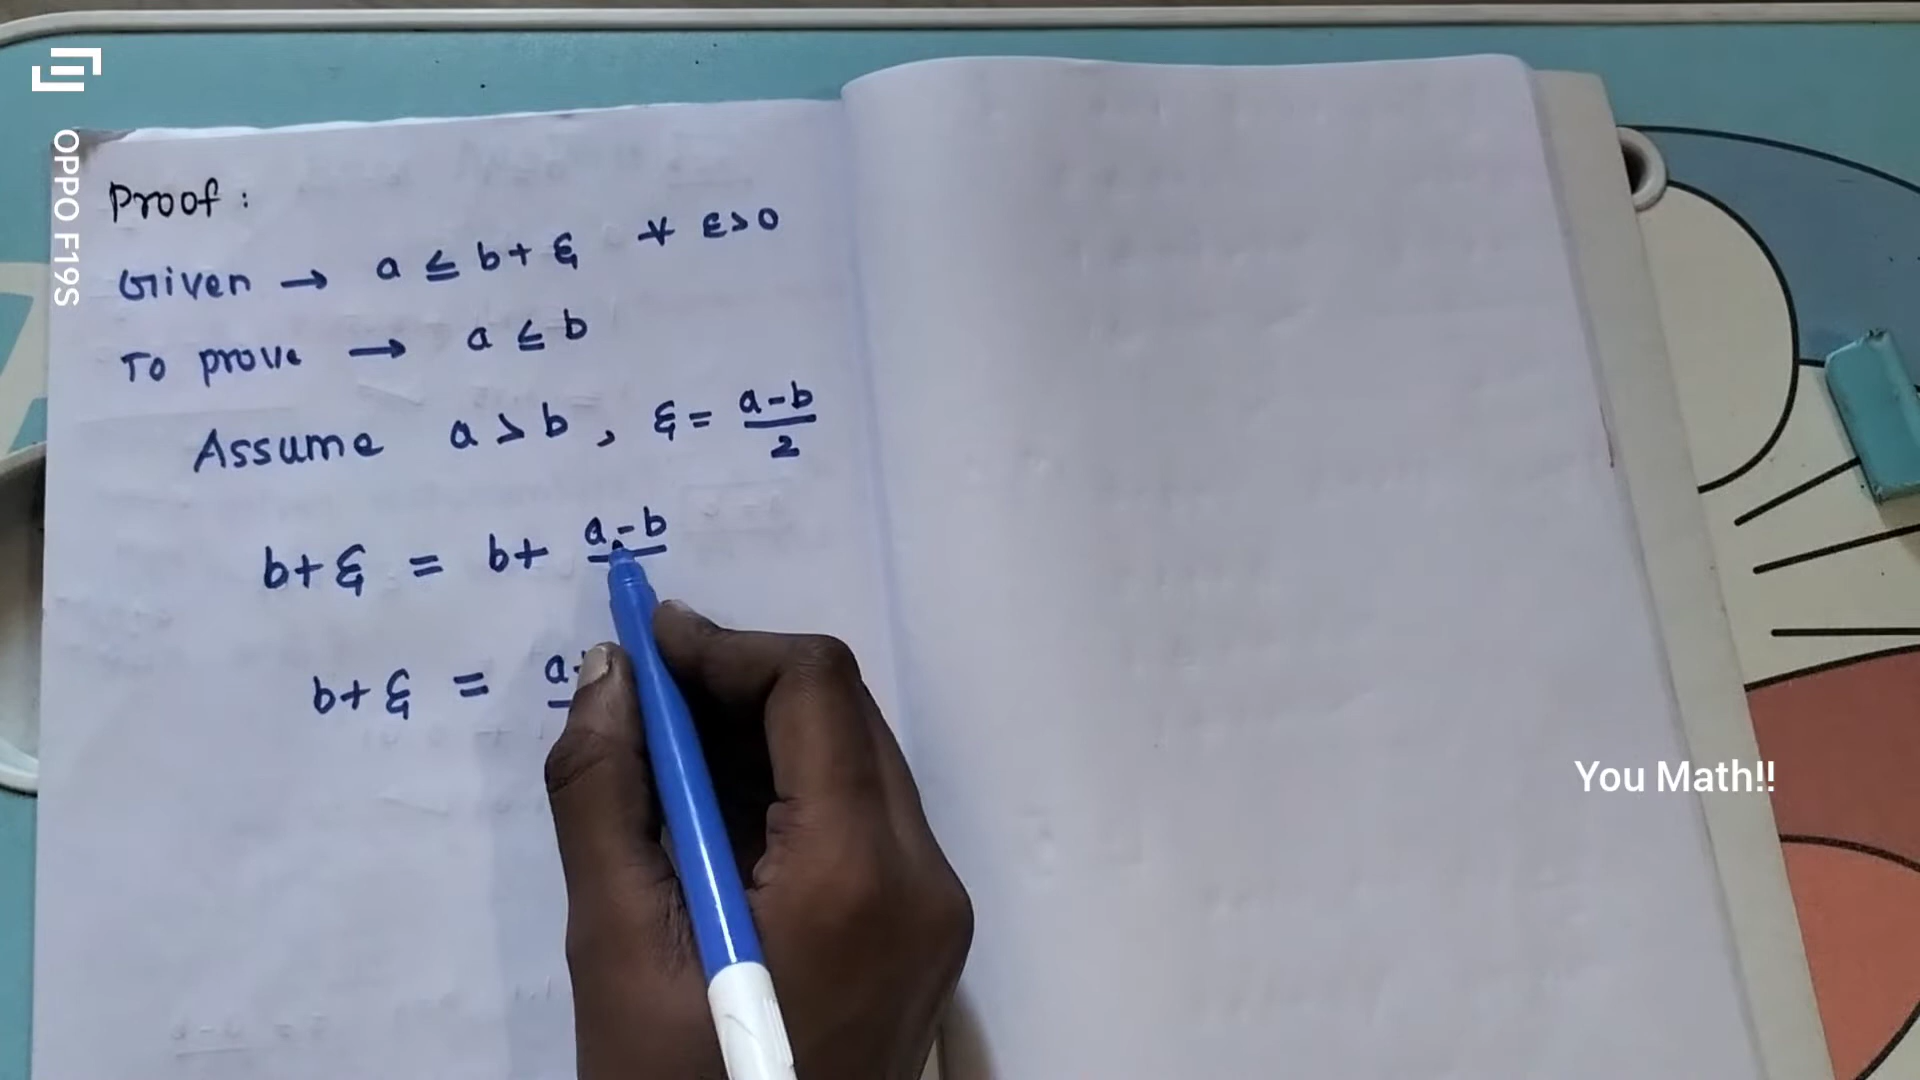 OPPO F19S
Proof :
Given → a ≤ b + ε ∀ ε > 0
To prove → a ≤ b
Assume a > b , ε = (a - b)/2
b + ε = b + a - b
b + ε = a +
You Math!!